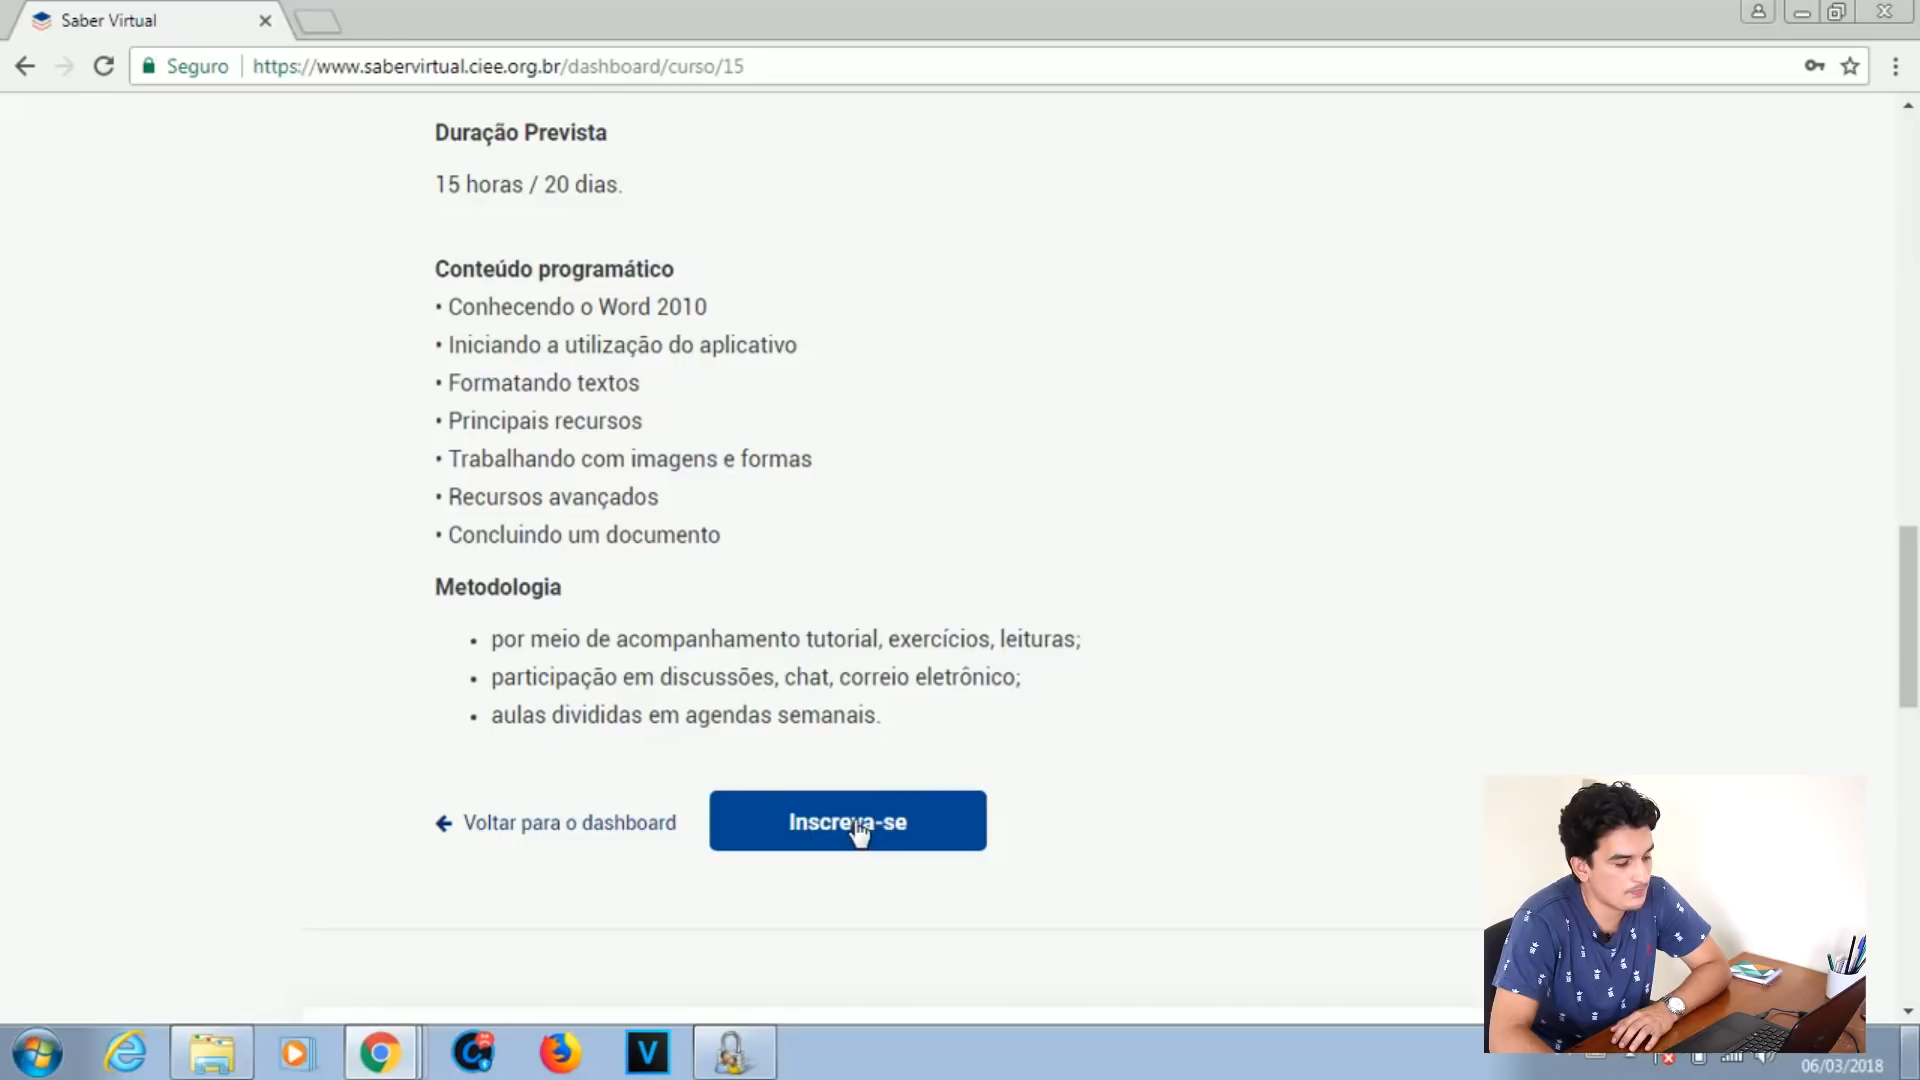 Saber Virtual
Seguro
https://www.sabervirtual.ciee.org.br/dashboard/curso/15
Duração Prevista
15 horas / 20 dias.
Conteúdo programático
• Conhecendo o Word 2010
• Iniciando a utilização do aplicativo
• Formatando textos
• Principais recursos
• Trabalhando com imagens e formas
• Recursos avançados
• Concluindo um documento
Metodologia
• por meio de acompanhamento tutorial, exercícios, leituras;
• participação em discussões, chat, correio eletrônico;
• aulas divididas em agendas semanais.
Voltar para o dashboard
Inscreva-se
V
06/03/2018